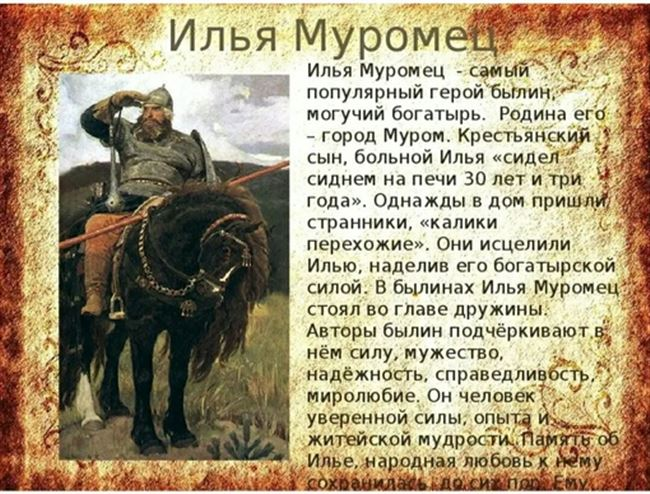 Илья Муромец
Илья Муромец - самый
популярный герой былин,
могучий богатырь. Родина его
– город Муром. Крестьянский
сын, больной Илья «сидел
сиднем на печи 30 лет и три
года». Однажды в дом пришли
странники, «калики
перехожие». Они исцелили
Илью, наделив его богатырской
силой. В былинах Илья Муромец
стоял во главе дружины.
Авторы былин подчёркивают в
нём силу, мужество,
надёжность, справедливость,
миролюбие. Он человек
уверенной силы, опыта и
житейской мудрости. Память об
Илье, народная любовь к нему
сохранилась до сих пор. Ему